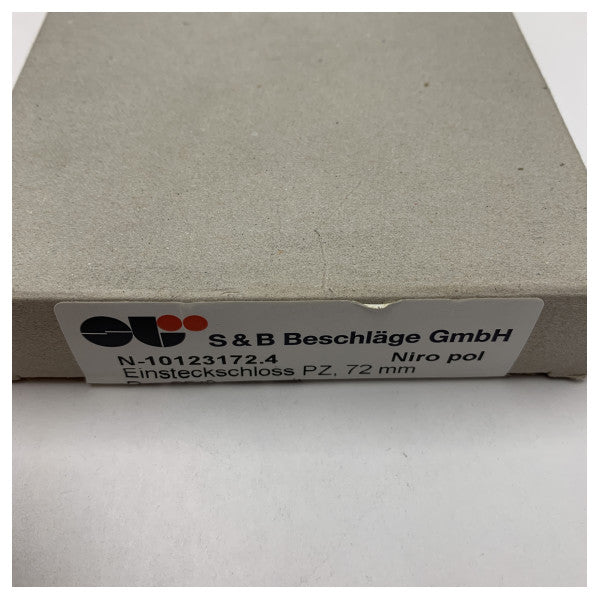 S & B Beschläge GmbH
N-10123172.4 Niro pol
Einsteckschloss PZ, 72 mm